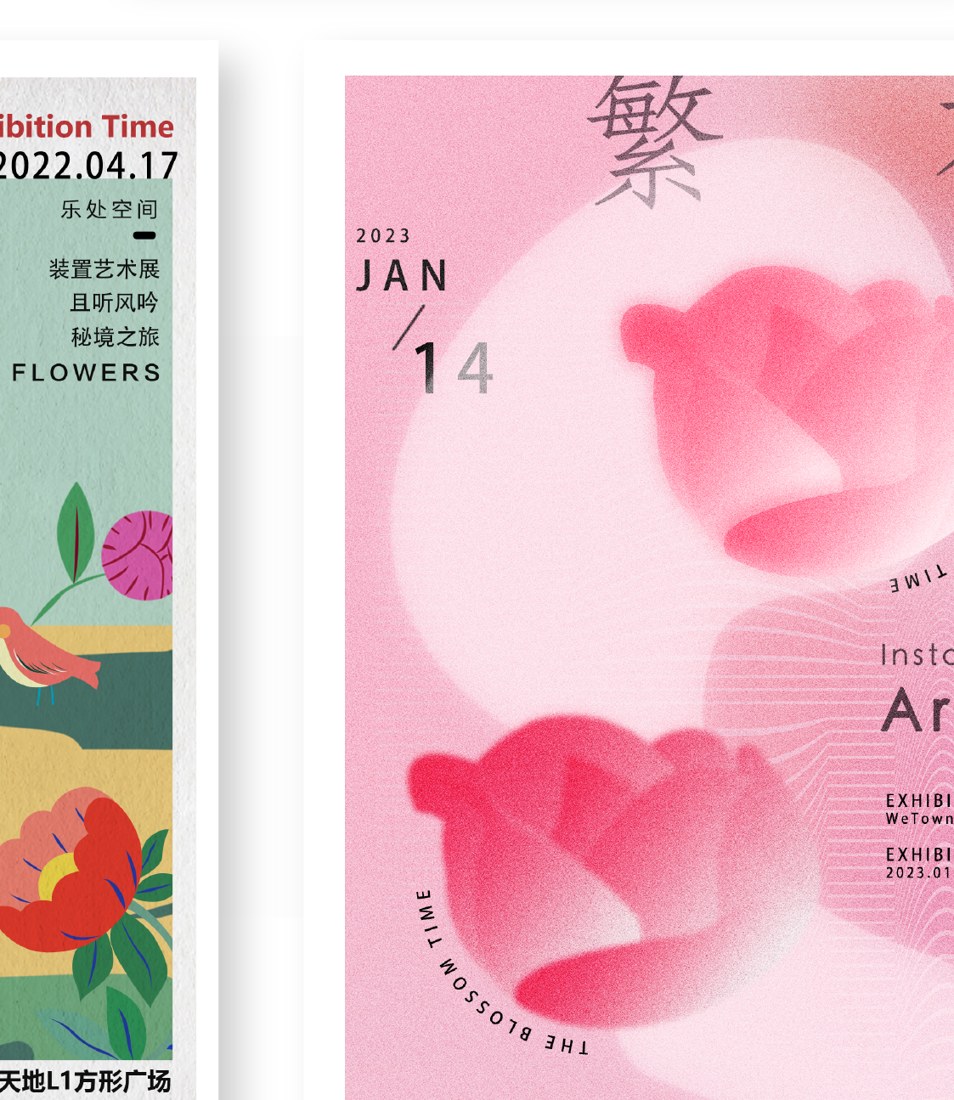 ibition Time
2022.04.17
乐处空间
装置艺术展
且听风吟
秘境之旅
FLOWERS
天地L1方形广场
繁
2023
JAN
14
TIME
Insta
Ar
EXHIBI
WeTown
EXHIBI
2023.01
THE BLOSSOM TIME